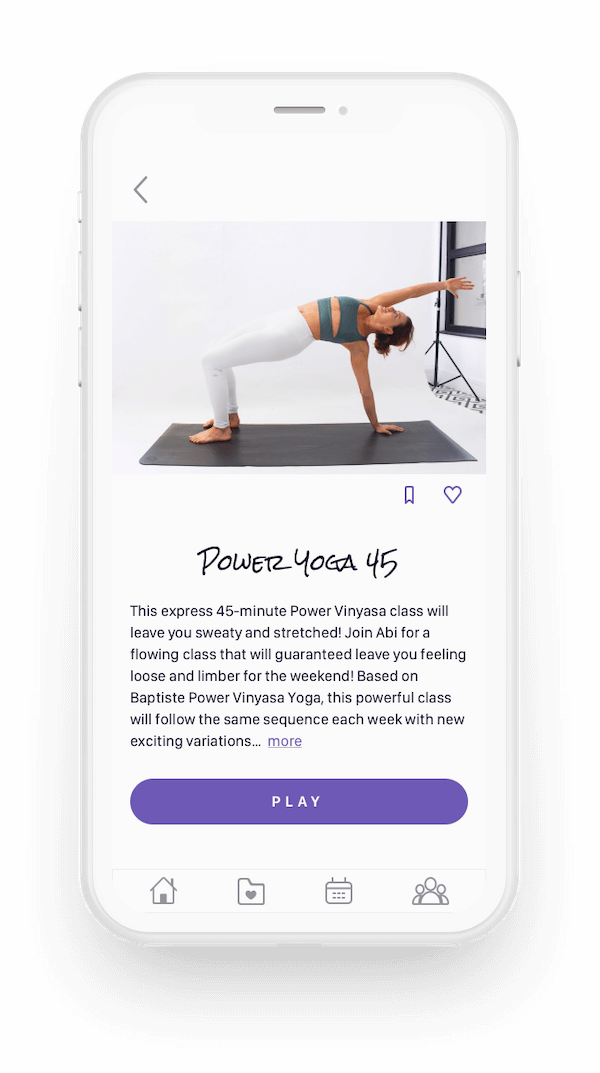 Power Yoga 45
This express 45-minute Power Vinyasa class will
leave you sweaty and stretched! Join Abi for a
flowing class that will guaranteed leave you feeling
loose and limber for the weekend! Based on
Baptiste Power Vinyasa Yoga, this powerful class
will follow the same sequence each week with new
exciting variations... more
PLAY